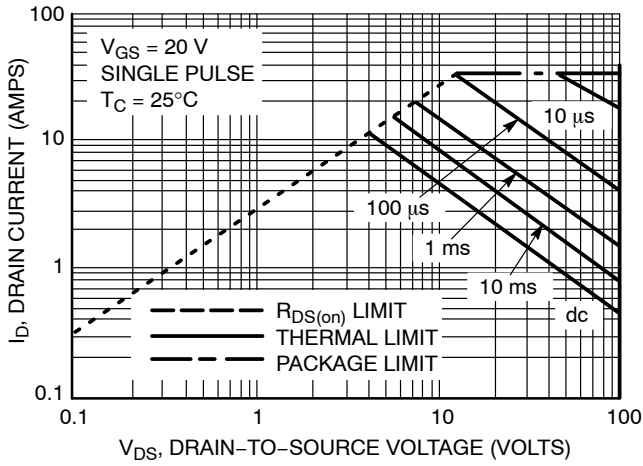 100
10
1
0.1
I_D, DRAIN CURRENT (AMPS)
V_GS = 20 V
SINGLE PULSE
T_C = 25°C
10 μs
100 μs
1 ms
10 ms
dc
R_DS(on) LIMIT
THERMAL LIMIT
PACKAGE LIMIT
0.1
1
10
100
V_DS, DRAIN−TO−SOURCE VOLTAGE (VOLTS)